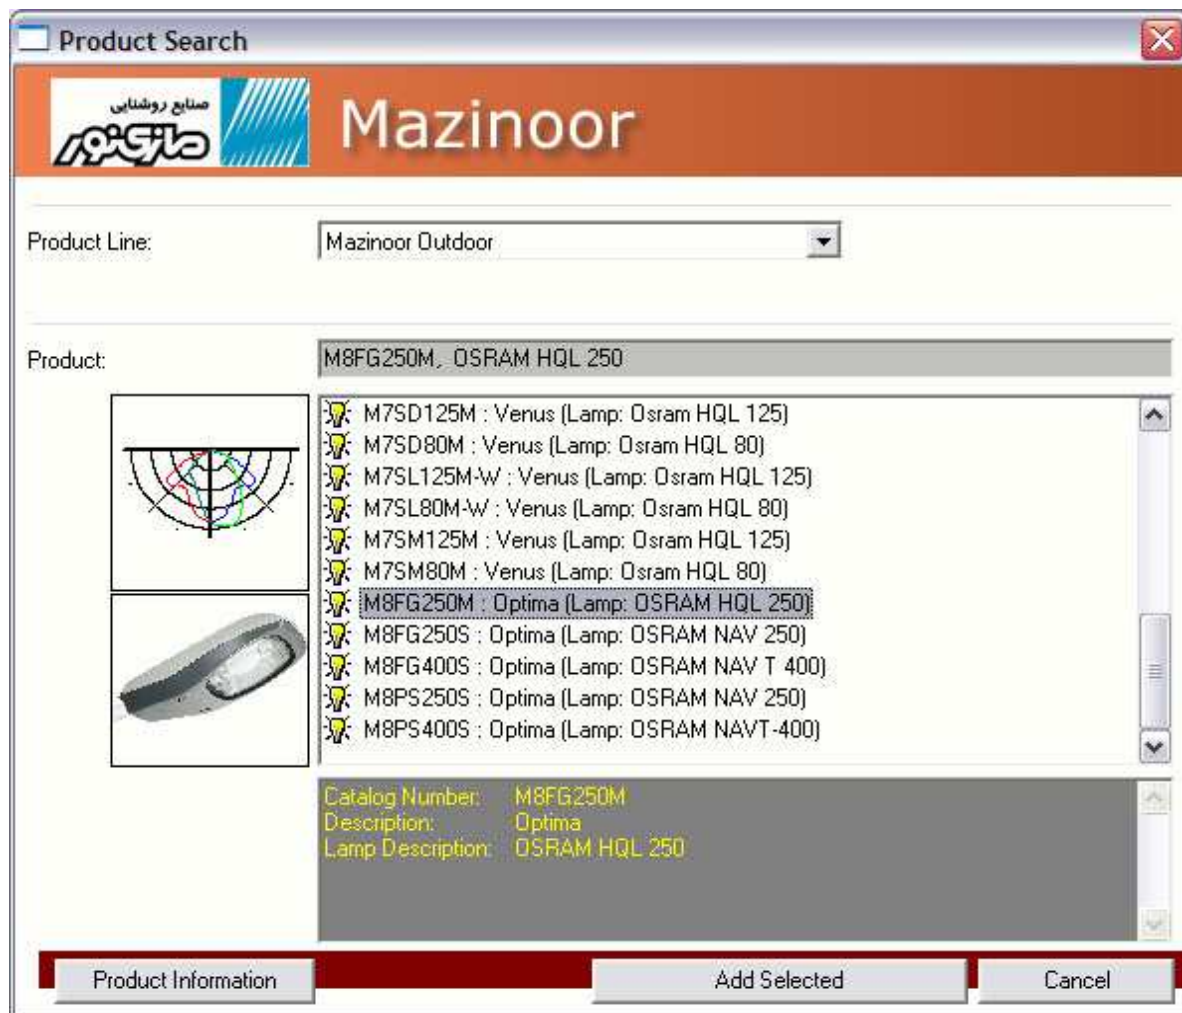 Product Search
صنایع روشنایی
مازی نور
Mazinoor
Product Line:
Mazinoor Outdoor
Product:
M8FG250M, OSRAM HQL 250
M7SD125M : Venus (Lamp: Osram HQL 125)
M7SD80M : Venus (Lamp: Osram HQL 80)
M7SL125M-W : Venus (Lamp: Osram HQL 125)
M7SL80M-W : Venus (Lamp: Osram HQL 80)
M7SM125M : Venus (Lamp: Osram HQL 125)
M7SM80M : Venus (Lamp: Osram HQL 80)
M8FG250M : Optima (Lamp: OSRAM HQL 250)
M8FG250S : Optima (Lamp: OSRAM NAV 250)
M8FG400S : Optima (Lamp: OSRAM NAV T 400)
M8PS250S : Optima (Lamp: OSRAM NAV 250)
M8PS400S : Optima (Lamp: OSRAM NAVT-400)
Catalog Number: M8FG250M
Description: Optima
Lamp Description: OSRAM HQL 250
Product Information
Add Selected
Cancel